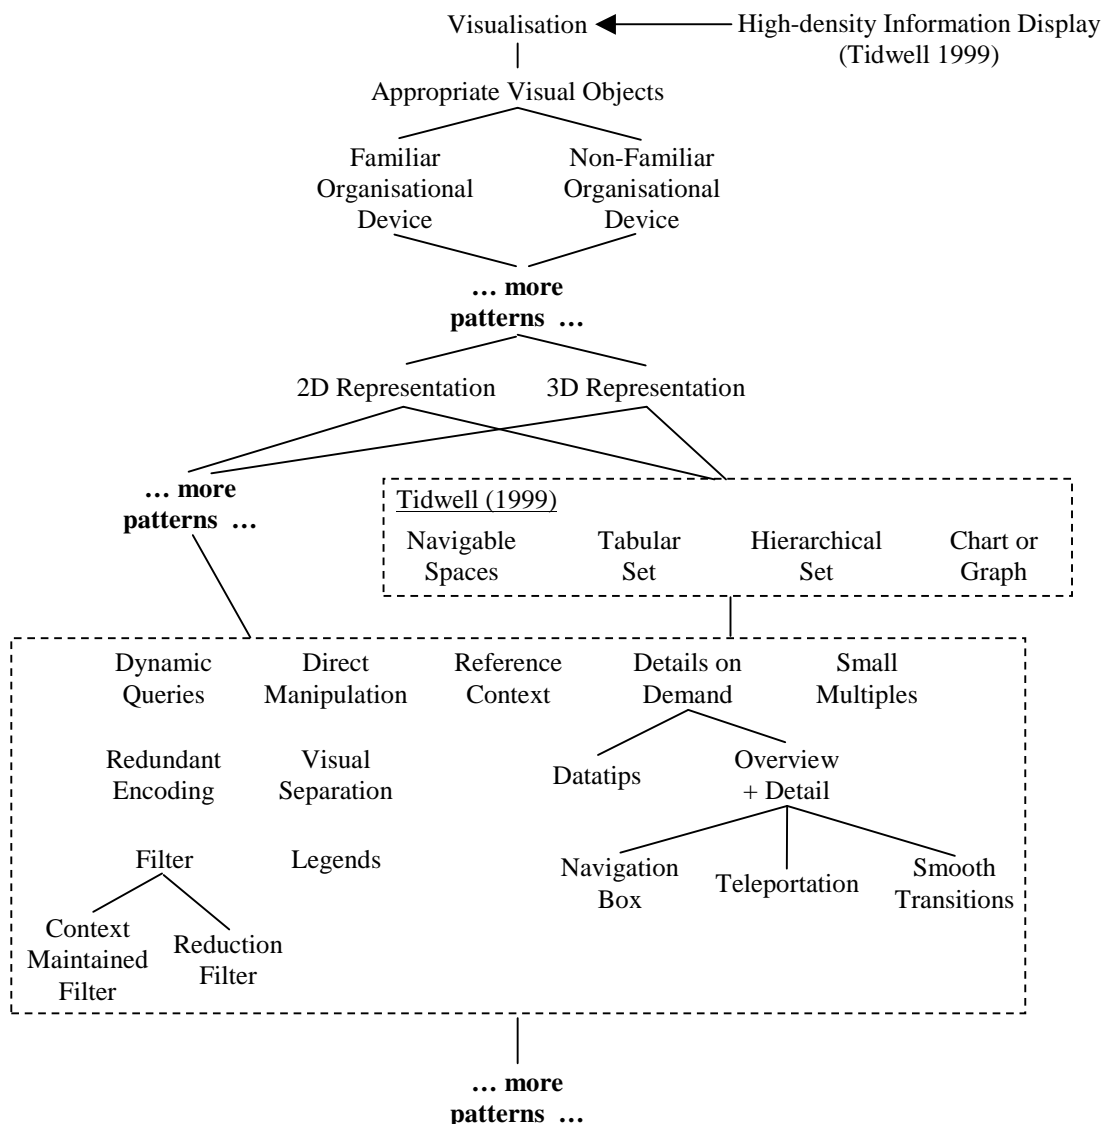 Visualisation
High-density Information Display
(Tidwell 1999)
Appropriate Visual Objects
Familiar
Organisational
Device
Non-Familiar
Organisational
Device
… more
patterns …
2D Representation
3D Representation
… more
patterns …
Tidwell (1999)
Navigable
Spaces
Tabular
Set
Hierarchical
Set
Chart or
Graph
Dynamic
Queries
Direct
Manipulation
Reference
Context
Details on
Demand
Small
Multiples
Redundant
Encoding
Visual
Separation
Datatips
Overview
+ Detail
Filter
Legends
Navigation
Box
Teleportation
Smooth
Transitions
Context
Maintained
Filter
Reduction
Filter
… more
patterns …